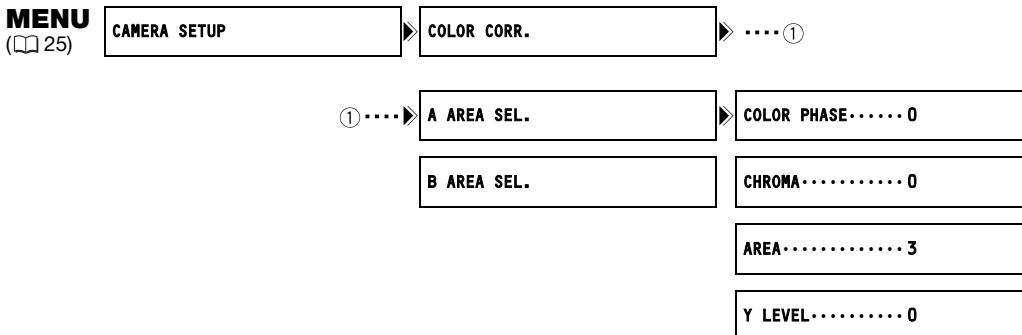 MENU
(25)
CAMERA SETUP
COLOR CORR.
····①
①····
A AREA SEL.
COLOR PHASE······0
B AREA SEL.
CHROMA···········0
AREA·············3
Y LEVEL··········0